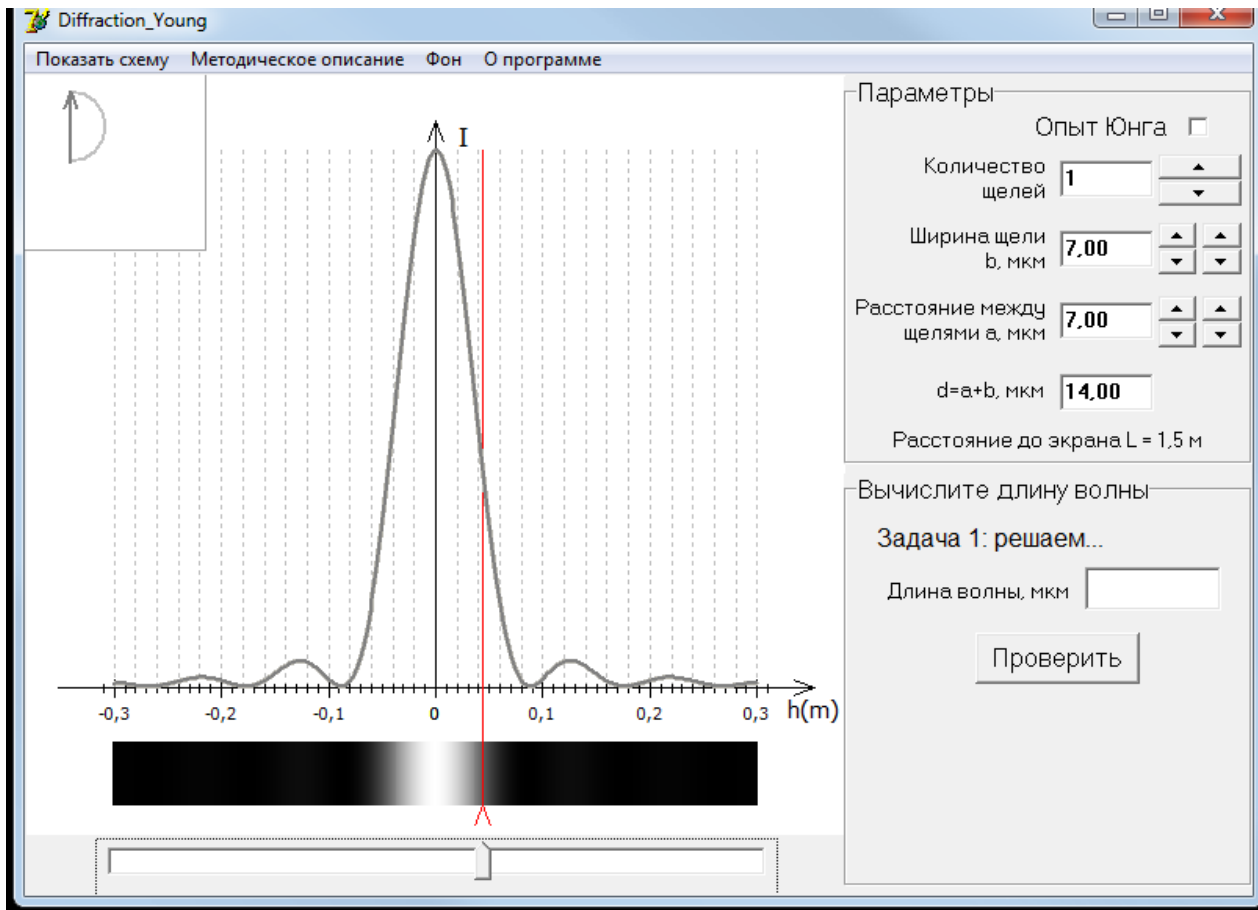 Diffraction_Young
Показать схему Методическое описание Фон О программе
I
-0,3 -0,2 -0,1 0 0,1 0,2 0,3 h(m)
Параметры
Опыт Юнга
Количество
щелей
1
Ширина щели
b, мкм
7,00
Расстояние между
щелями a, мкм
7,00
d=a+b, мкм 14,00
Расстояние до экрана L = 1,5 м
Вычислите длину волны
Задача 1: решаем...
Длина волны, мкм
Проверить